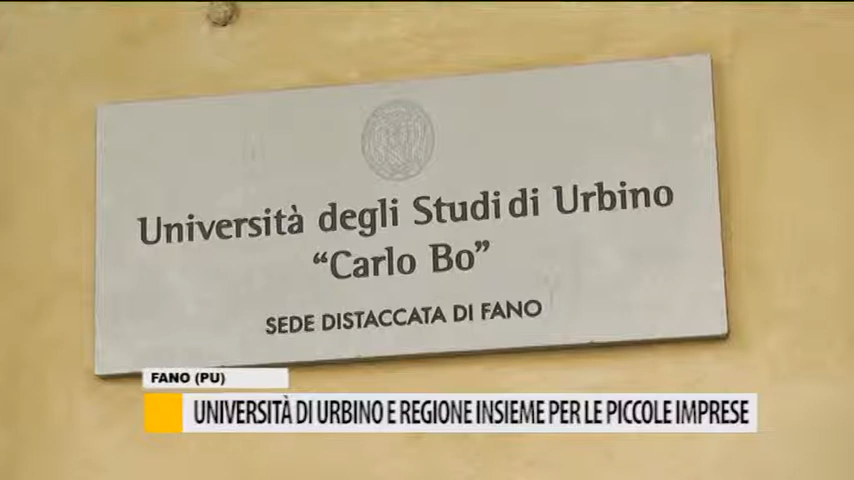 Università degli Studi di Urbino
“Carlo Bo”
SEDE DISTACCATA DI FANO
FANO (PU)
UNIVERSITÀ DI URBINO E REGIONE INSIEME PER LE PICCOLE IMPRESE